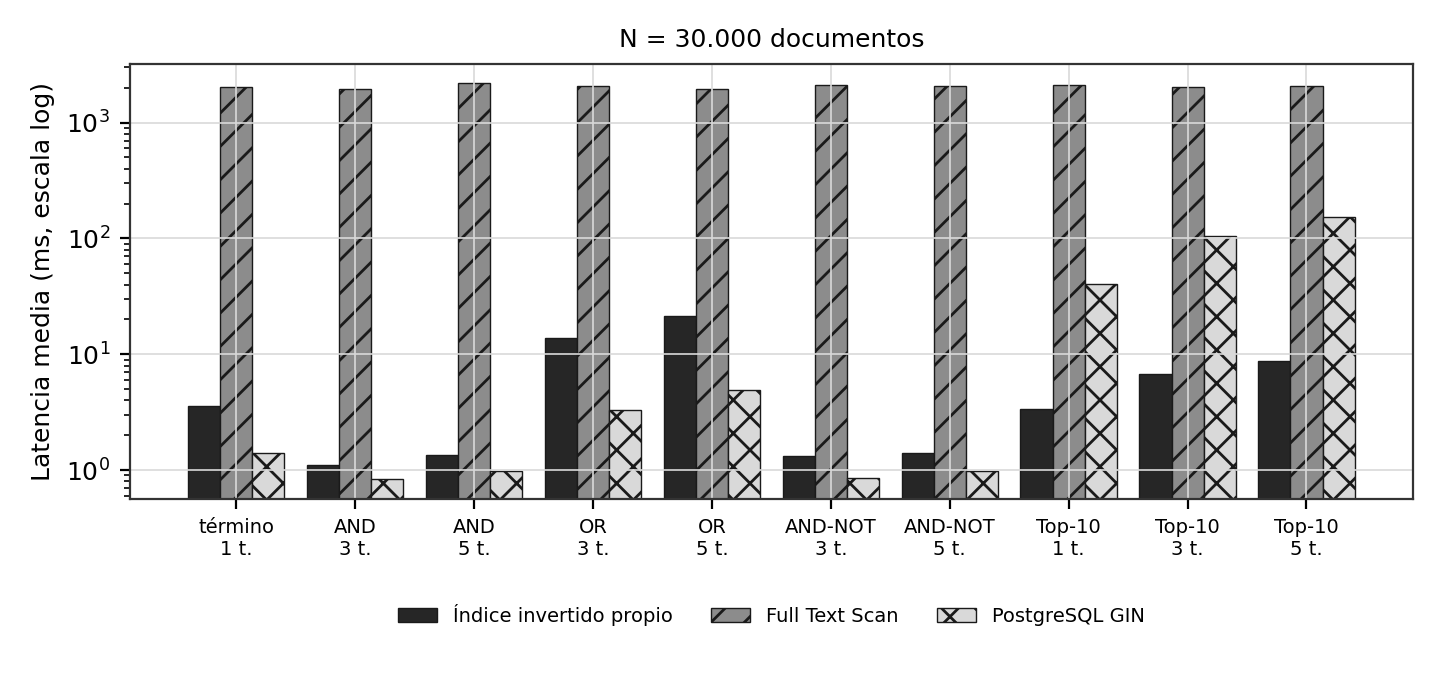 N = 30.000 documentos
Latencia media (ms, escala log)
10³
10²
10¹
10⁰
término AND AND OR OR AND-NOT AND-NOT Top-10 Top-10 Top-10
1 t. 3 t. 5 t. 3 t. 5 t. 3 t. 5 t. 1 t. 3 t. 5 t.
Índice invertido propio Full Text Scan PostgreSQL GIN